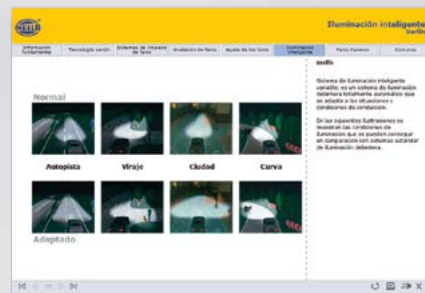 HELLA
Iluminación inteligente
Varilis
Información fundamental
Tecnología xenón
Sistemas de limpieza de faros
Nivelación de faros
Ajuste de los faros
Iluminación inteligente
Faros traseros
Concurso
Varilis
Sistema de iluminación inteligente
variable: es un sistema de iluminación
delantera totalmente automático que
se adapta a las situaciones y
condiciones de conducción.
En las siguientes ilustraciones se
muestran las condiciones de
iluminación que se pueden conseguir
en comparación con sistemas estándar
de iluminación delantera.
Normal
Autopista
Viraje
Ciudad
Curva
Adaptado